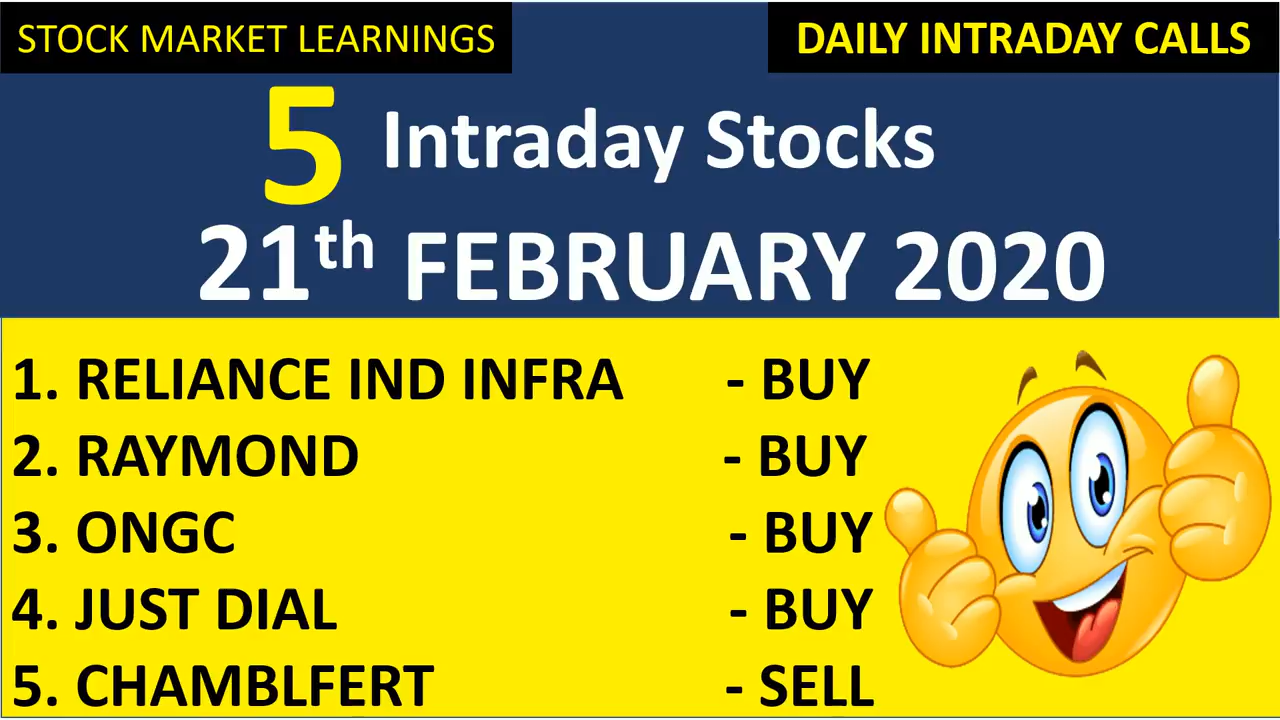 STOCK MARKET LEARNINGS
DAILY INTRADAY CALLS
5 Intraday Stocks
21th FEBRUARY 2020
1. RELIANCE IND INFRA - BUY
2. RAYMOND - BUY
3. ONGC - BUY
4. JUST DIAL - BUY
5. CHAMBLFERT - SELL